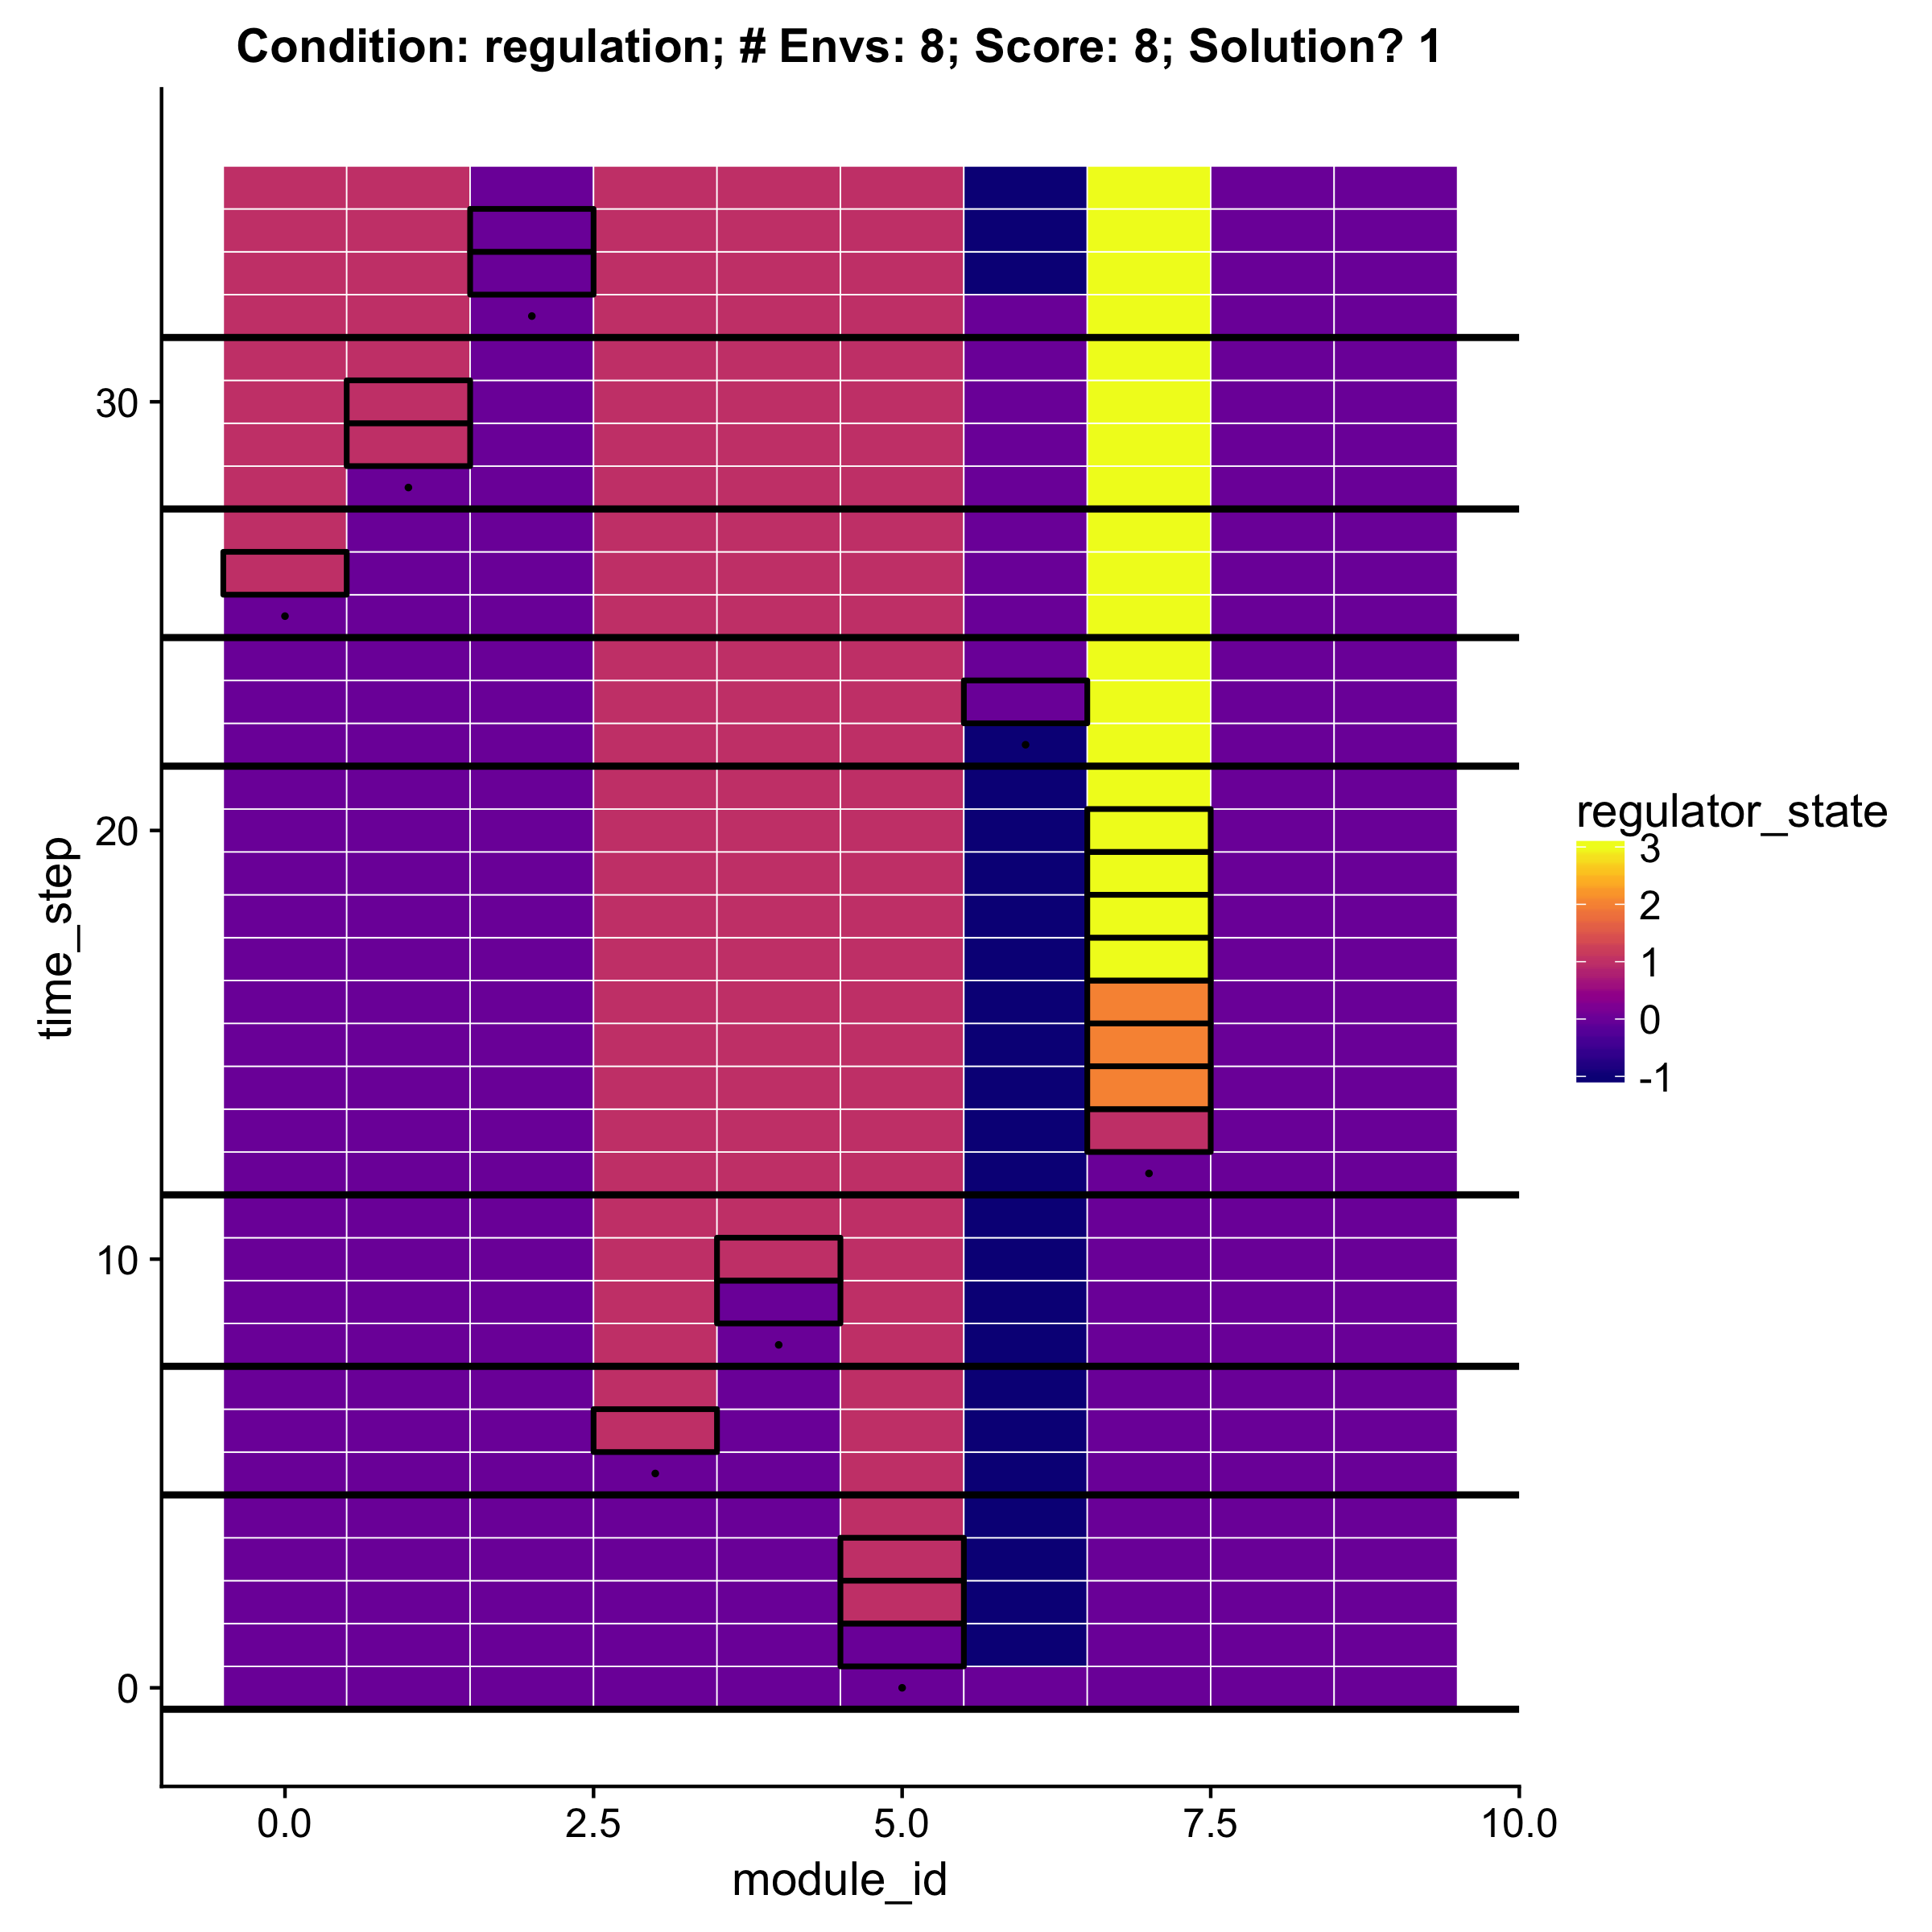 Condition: regulation; # Envs: 8; Score: 8; Solution? 1
30
20
10
0
time_step
0.0 2.5 5.0 7.5 10.0
module_id
regulator_state
3
2
1
0
-1